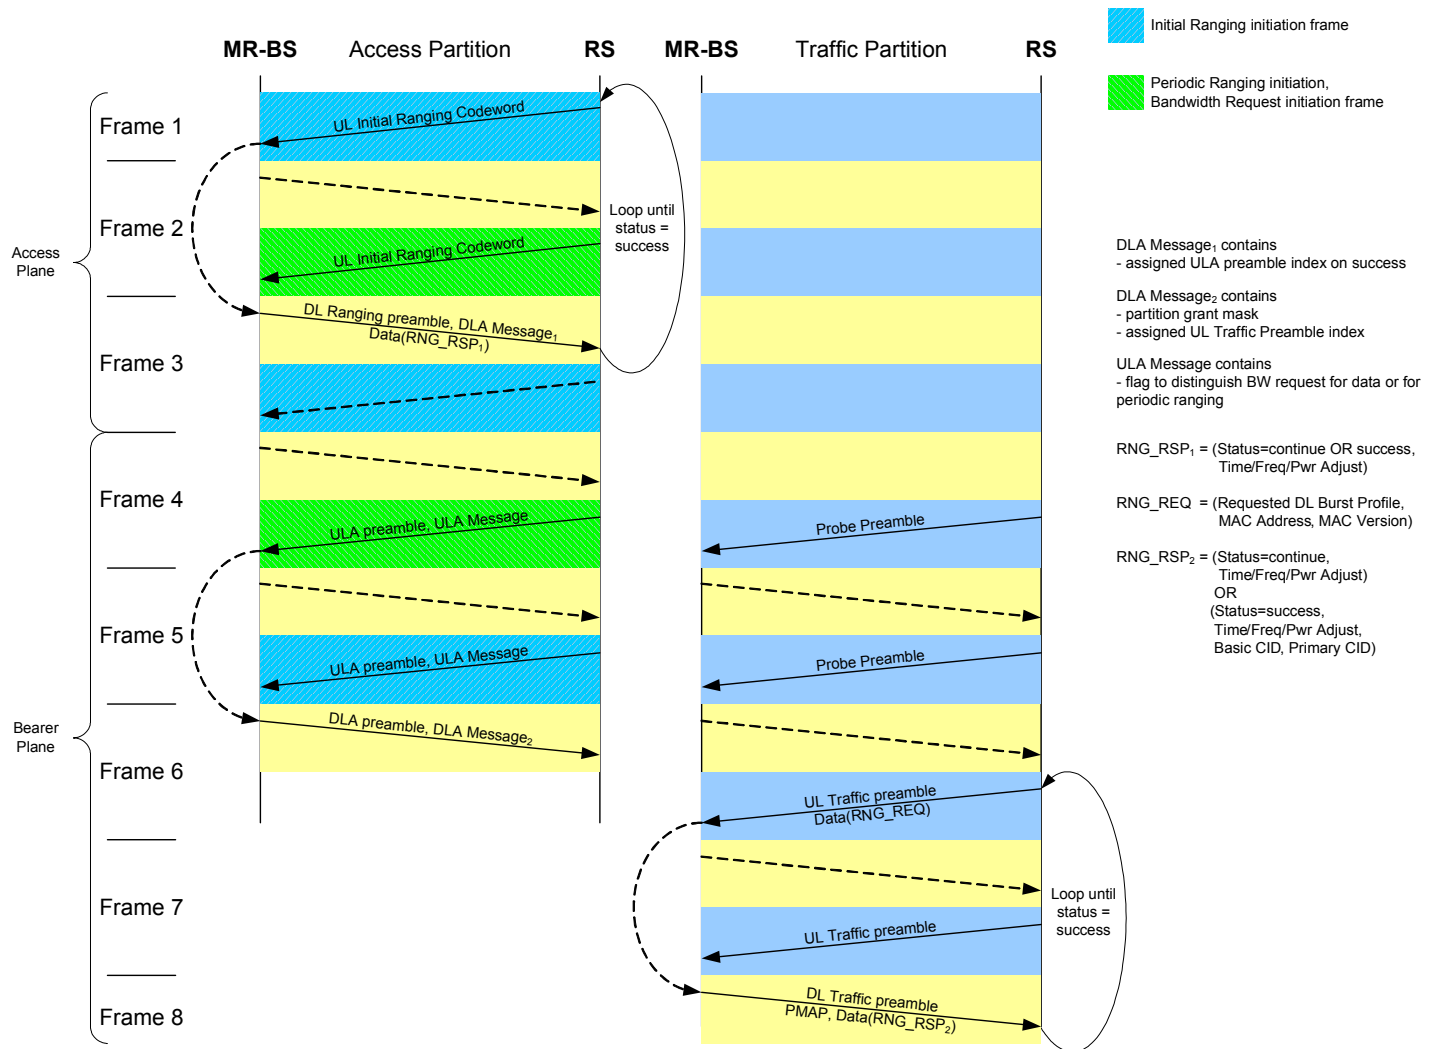 MR-BS Access Partition RS
MR-BS Traffic Partition RS
Initial Ranging initiation frame
Periodic Ranging initiation,
Bandwidth Request initiation frame
Access
Plane
Bearer
Plane
Frame 1
Frame 2
Frame 3
Frame 4
Frame 5
Frame 6
Frame 7
Frame 8
UL Initial Ranging Codeword
UL Initial Ranging Codeword
DL Ranging preamble, DLA Message₁
Data(RNG_RSP₁)
Loop until
status =
success
ULA preamble, ULA Message
ULA preamble, ULA Message
DLA preamble, DLA Message₂
Probe Preamble
Probe Preamble
UL Traffic preamble
Data(RNG_REQ)
UL Traffic preamble
DL Traffic preamble
PMAP, Data(RNG_RSP₂)
Loop until
status =
success
DLA Message₁ contains
- assigned ULA preamble index on success
DLA Message₂ contains
- partition grant mask
- assigned UL Traffic Preamble index
ULA Message contains
- flag to distinguish BW request for data or for
periodic ranging
RNG_RSP₁ = (Status=continue OR success,
Time/Freq/Pwr Adjust)
RNG_REQ = (Requested DL Burst Profile,
MAC Address, MAC Version)
RNG_RSP₂ = (Status=continue,
Time/Freq/Pwr Adjust)
OR
(Status=success,
Time/Freq/Pwr Adjust,
Basic CID, Primary CID)